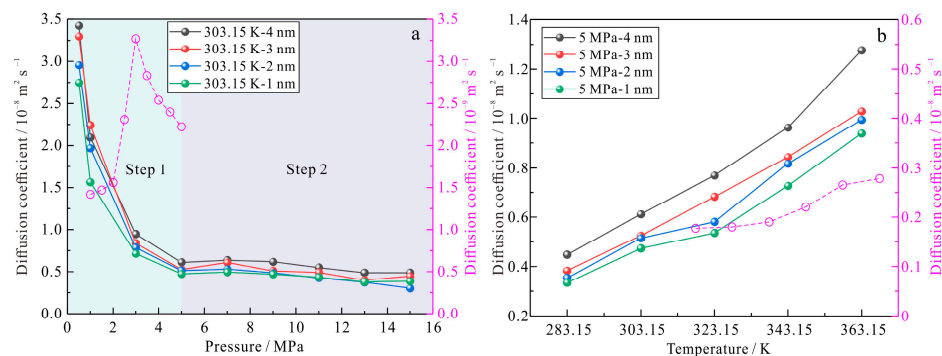 a
303.15 K-4 nm
303.15 K-3 nm
303.15 K-2 nm
303.15 K-1 nm
Step 1
Step 2
3.5
3.0
2.5
2.0
1.5
1.0
0.5
0.0
Diffusion coefficient / 10⁻⁸ m² s⁻¹
0 2 4 6 8 10 12 14 16
Pressure / MPa
3.5
3.0
2.5
2.0
1.5
1.0
0.5
0.0
Diffusion coefficient / 10⁻⁹ m² s⁻¹
b
5 MPa-4 nm
5 MPa-3 nm
5 MPa-2 nm
5 MPa-1 nm
1.4
1.2
1.0
0.8
0.6
0.4
0.2
Diffusion coefficient / 10⁻⁸ m² s⁻¹
283.15 303.15 323.15 343.15 363.15
Temperature / K
0.6
0.5
0.4
0.3
0.2
0.1
0.0
Diffusion coefficient / 10⁻⁸ m² s⁻¹